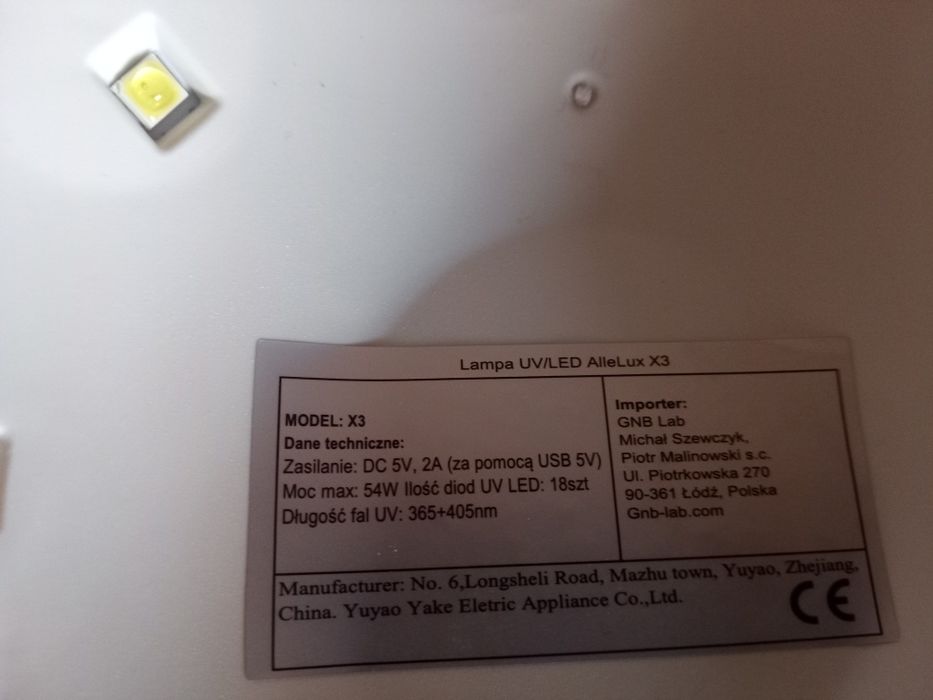 Lampa UV/LED AlleLux X3
MODEL: X3
Dane techniczne:
Zasilanie: DC 5V, 2A (za pomocą USB 5V)
Moc max: 54W Ilość diod UV LED: 18szt
Długość fal UV: 365+405nm
Importer:
GNB Lab
Michał Szewczyk,
Piotr Malinowski s.c.
Ul. Piotrkowska 270
90-361 Łódź, Polska
Gnb-lab.com
Manufacturer: No. 6,Longsheli Road, Mazhu town, Yuyao, Zhejiang,
China. Yuyao Yake Eletric Appliance Co.,Ltd.
CE